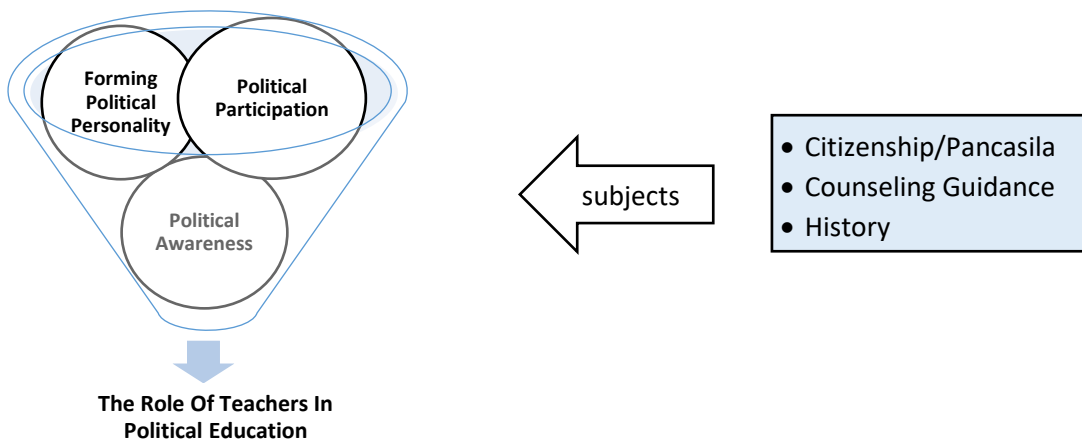 Forming
Political
Personality
Political
Participation
Political
Awareness
The Role Of Teachers In
Political Education
subjects
• Citizenship/Pancasila
• Counseling Guidance
• History